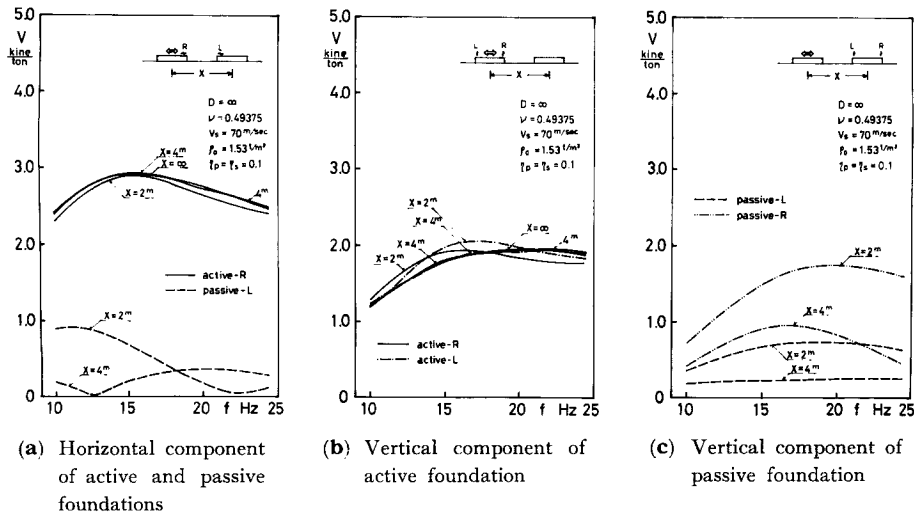 5.0
V
kine
ton
4.0
3.0
2.0
1.0
0
10
15
20
f Hz
25
R
L
X
D = ∞
ν = 0.49375
Vs = 70 m/sec
ρ₀ = 1.53 t/m³
ηp = ηs = 0.1
X=4m
X=∞
X=2m
4m
active-R
passive-L
X=2m
X=4m
(a) Horizontal component
of active and passive
foundations
5.0
V
kine
ton
4.0
3.0
2.0
1.0
0
10
15
20
f Hz
25
L
R
X
D = ∞
ν = 0.49375
Vs = 70 m/sec
ρ₀ = 1.53 t/m³
ηp = ηs = 0.1
X=2m
X=4m
X=4m
X=2m
X=∞
4m
active-R
active-L
(b) Vertical component of
active foundation
5.0
V
kine
ton
4.0
3.0
2.0
1.0
0
10
15
20
f Hz
25
L
R
X
D = ∞
ν = 0.49375
Vs = 70 m/sec
ρ₀ = 1.53 t/m³
ηp = ηs = 0.1
passive-L
passive-R
X=2m
X=4m
X=2m
X=4m
(c) Vertical component of
passive foundation